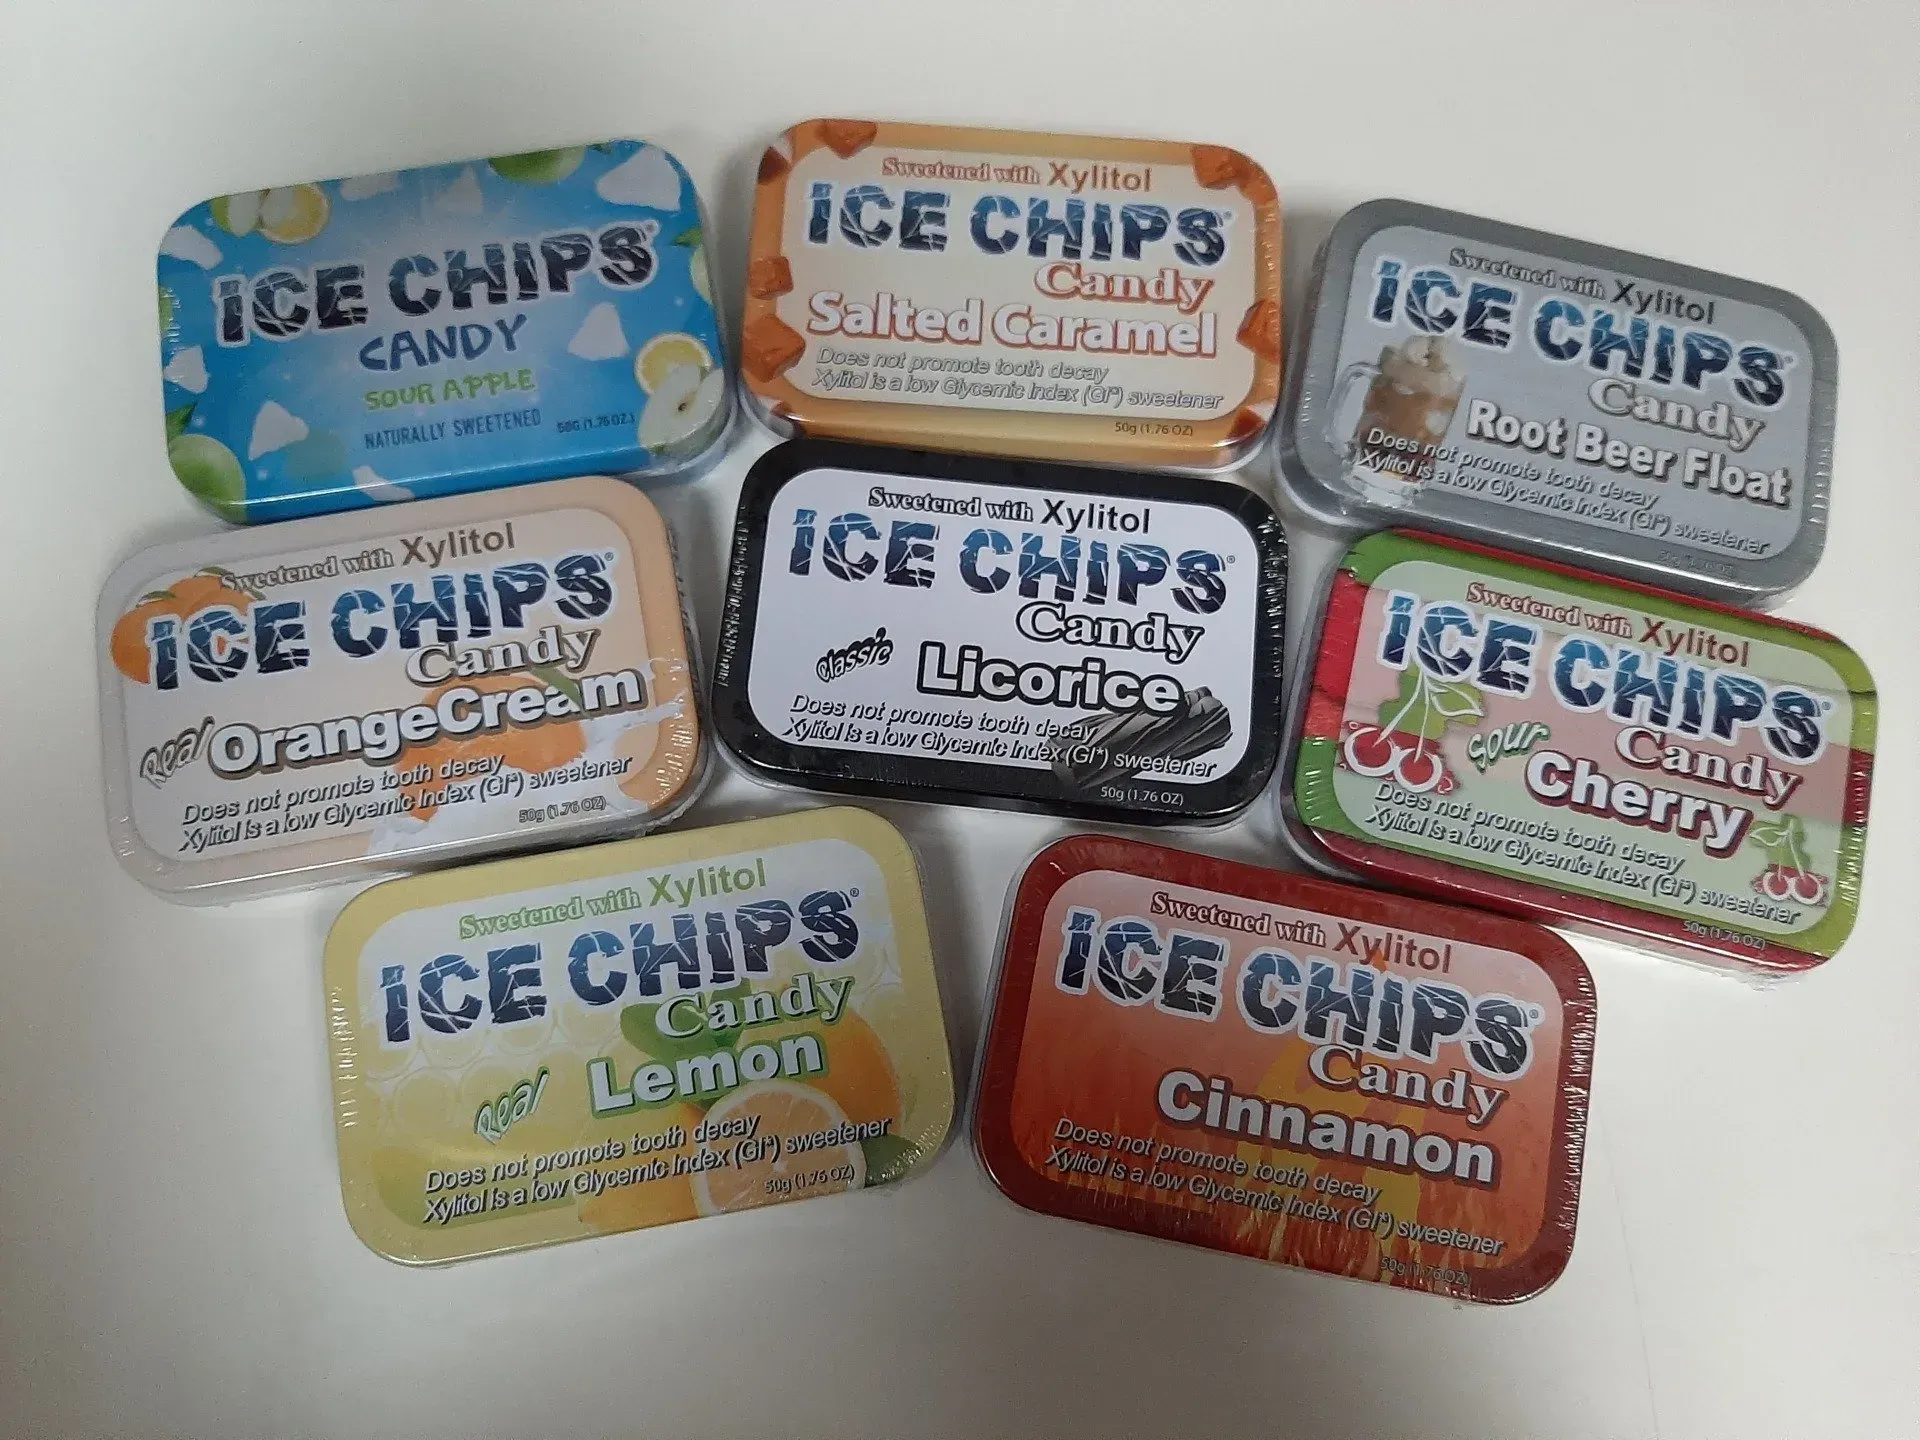 ICE CHIPS®
CANDY
SOUR APPLE
NATURALLY SWEETENED 50G (1.76 OZ.)
Sweetened with Xylitol
ICE CHIPS®
Candy
Salted Caramel
Does not promote tooth decay
Xylitol is a low Glycemic Index (GI*) sweetener
50g (1.76 OZ)
Sweetened with Xylitol
ICE CHIPS®
Candy
Root Beer Float
Does not promote tooth decay
Xylitol is a low Glycemic Index (GI*) sweetener
50g (1.76 OZ)
Sweetened with Xylitol
ICE CHIPS®
Candy
Real OrangeCream
Does not promote tooth decay
Xylitol is a low Glycemic Index (GI*) sweetener
50g (1.76 OZ)
Sweetened with Xylitol
ICE CHIPS®
Candy
Classic Licorice
Does not promote tooth decay
Xylitol is a low Glycemic Index (GI*) sweetener
50g (1.76 OZ)
Sweetened with Xylitol
ICE CHIPS®
Candy
Sour Cherry
Does not promote tooth decay
Xylitol is a low Glycemic Index (GI*) sweetener
50g (1.76 OZ)
Sweetened with Xylitol
ICE CHIPS®
Candy
Real Lemon
Does not promote tooth decay
Xylitol is a low Glycemic Index (GI*) sweetener
50g (1.76 OZ)
Sweetened with Xylitol
ICE CHIPS®
Candy
Cinnamon
Does not promote tooth decay
Xylitol is a low Glycemic Index (GI*) sweetener
50g (1.76 OZ)